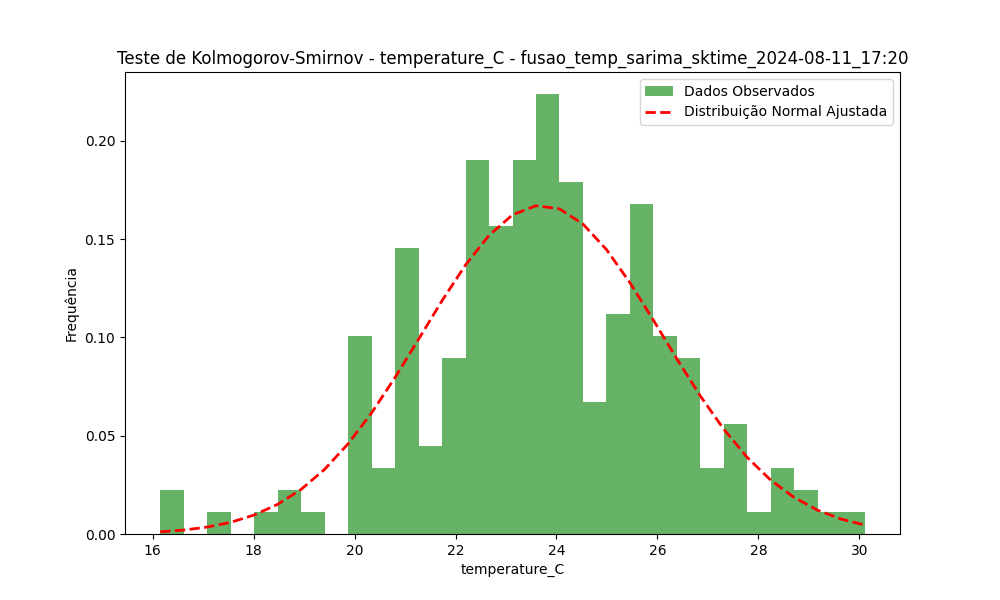 Teste de Kolmogorov-Smirnov - temperature_C - fusao_temp_sarima_sktime_2024-08-11_17:20
Dados Observados
Distribuição Normal Ajustada
Frequência
0.20
0.15
0.10
0.05
0.00
16 18 20 22 24 26 28 30
temperature_C